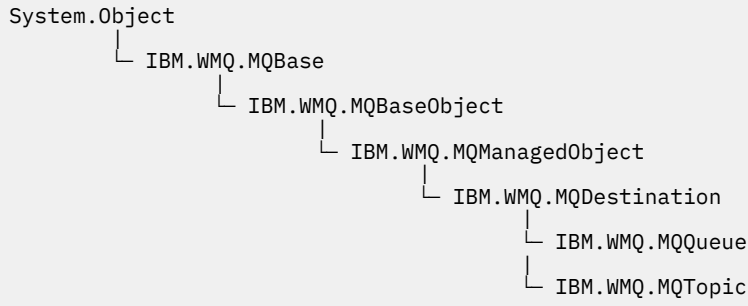 System.Object
IBM.WMQ.MQBase
IBM.WMQ.MQBaseObject
IBM.WMQ.MQManagedObject
IBM.WMQ.MQDestination
IBM.WMQ.MQQueue
IBM.WMQ.MQTopic